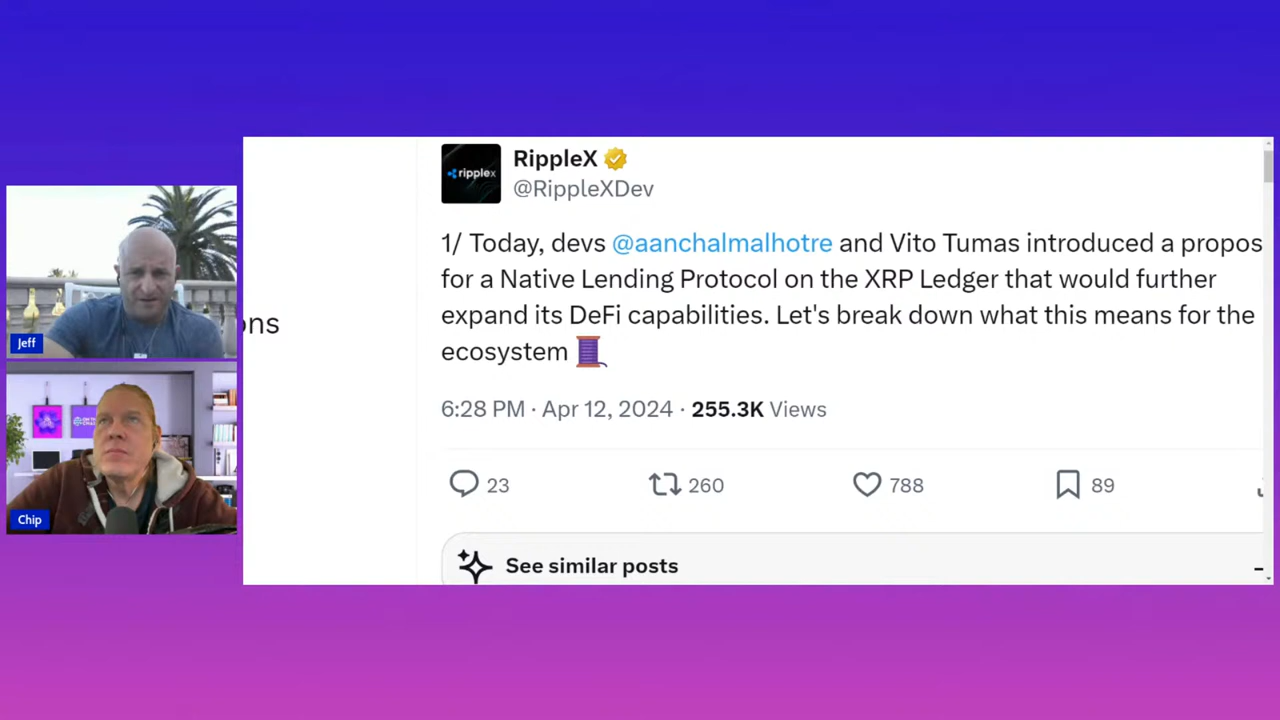 RippleX
@RippleXDev
ripplex
1/ Today, devs @aanchalmalhotre and Vito Tumas introduced a propos
for a Native Lending Protocol on the XRP Ledger that would further
expand its DeFi capabilities. Let's break down what this means for the
ecosystem
6:28 PM · Apr 12, 2024 · 255.3K Views
23 260 788 89
See similar posts
ons
Jeff
Chip